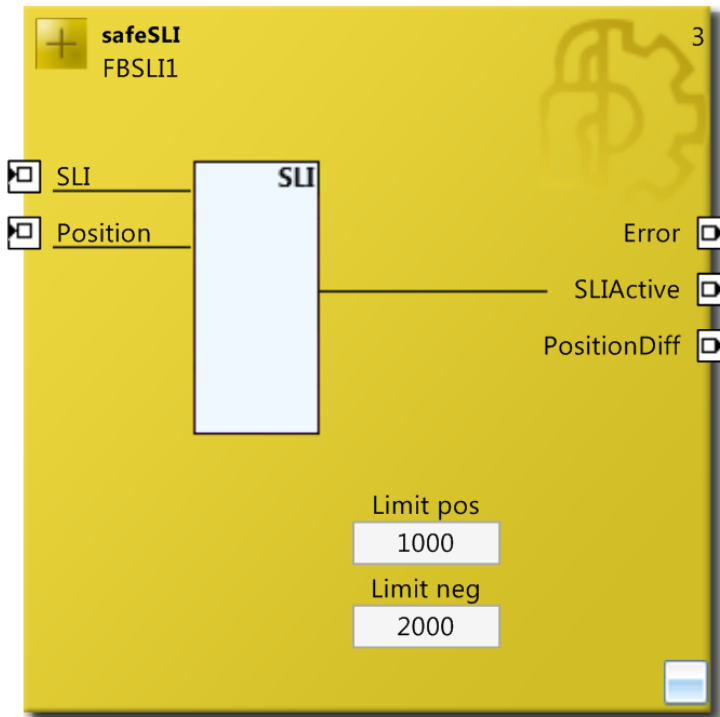 safeSLI
3
FBSLI1
SLI
SLI
Position
Error
SLIActive
PositionDiff
Limit pos
1000
Limit neg
2000